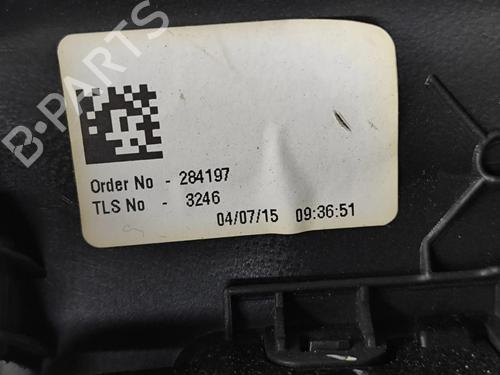 B-PARTS
Order No - 284197
TLS No - 3246
04/07/15 09:36:51